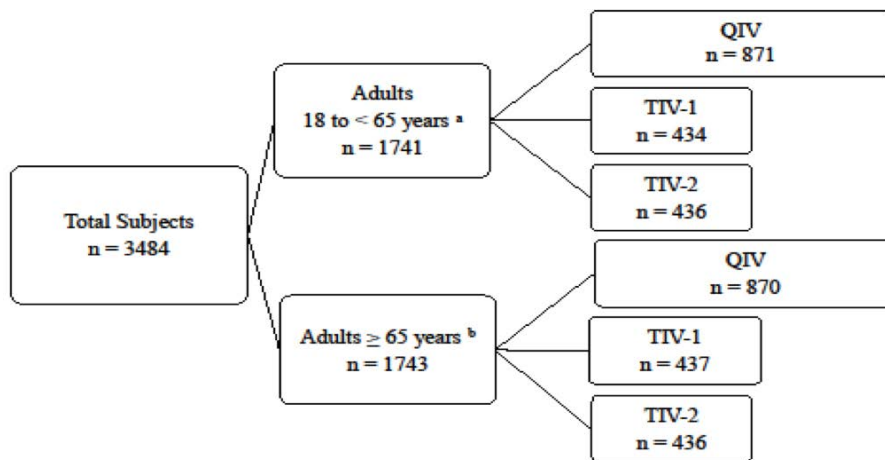 Total Subjects
n = 3484
Adults
18 to < 65 years ᵃ
n = 1741
QIV
n = 871
TIV-1
n = 434
TIV-2
n = 436
Adults ≥ 65 years ᵇ
n = 1743
QIV
n = 870
TIV-1
n = 437
TIV-2
n = 436